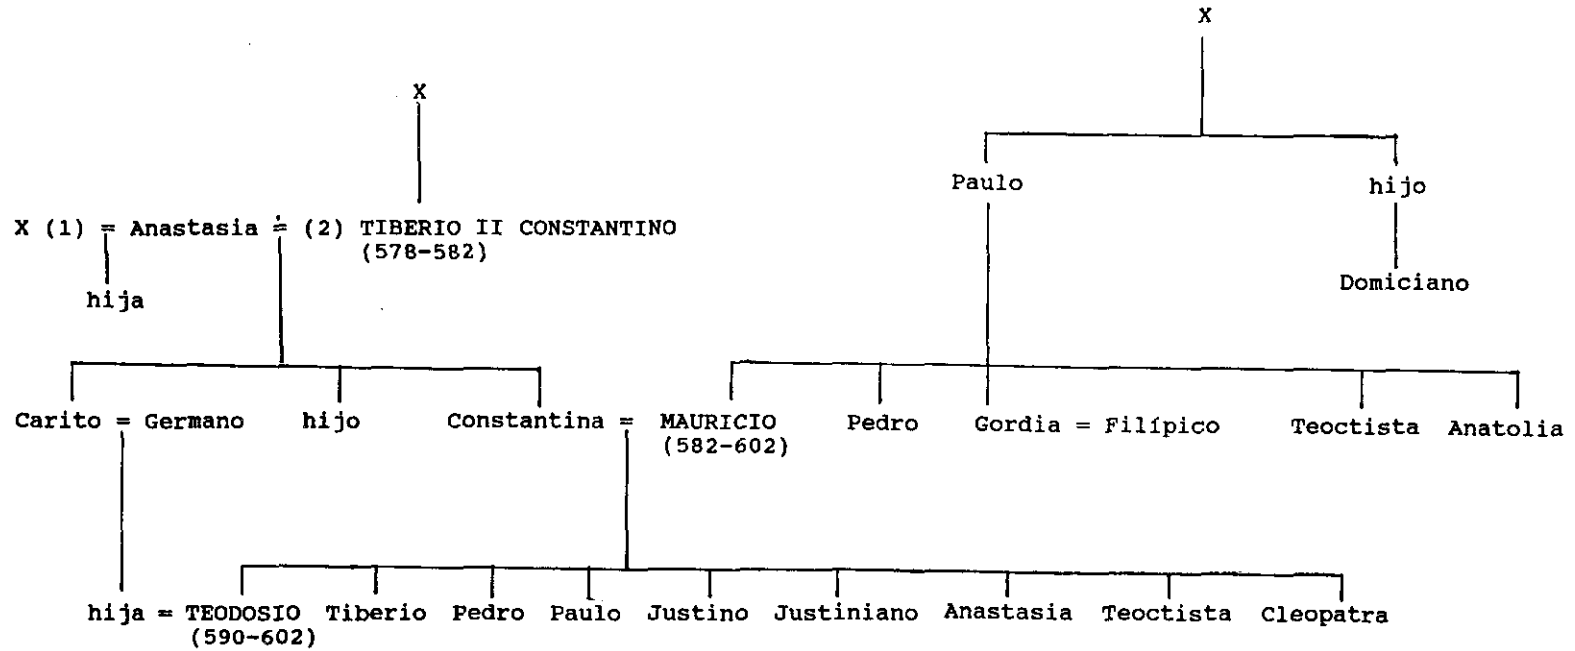 X
X
Paulo hijo
X (1) = Anastasia = (2) TIBERIO II CONSTANTINO
(578-582)
Domiciano
hija
Carito = Germano hijo Constantina = MAURICIO Pedro Gordia = Filípico Teoctista Anatolia
(582-602)
hija = TEODOSIO Tiberio Pedro Paulo Justino Justiniano Anastasia Teoctista Cleopatra
(590-602)